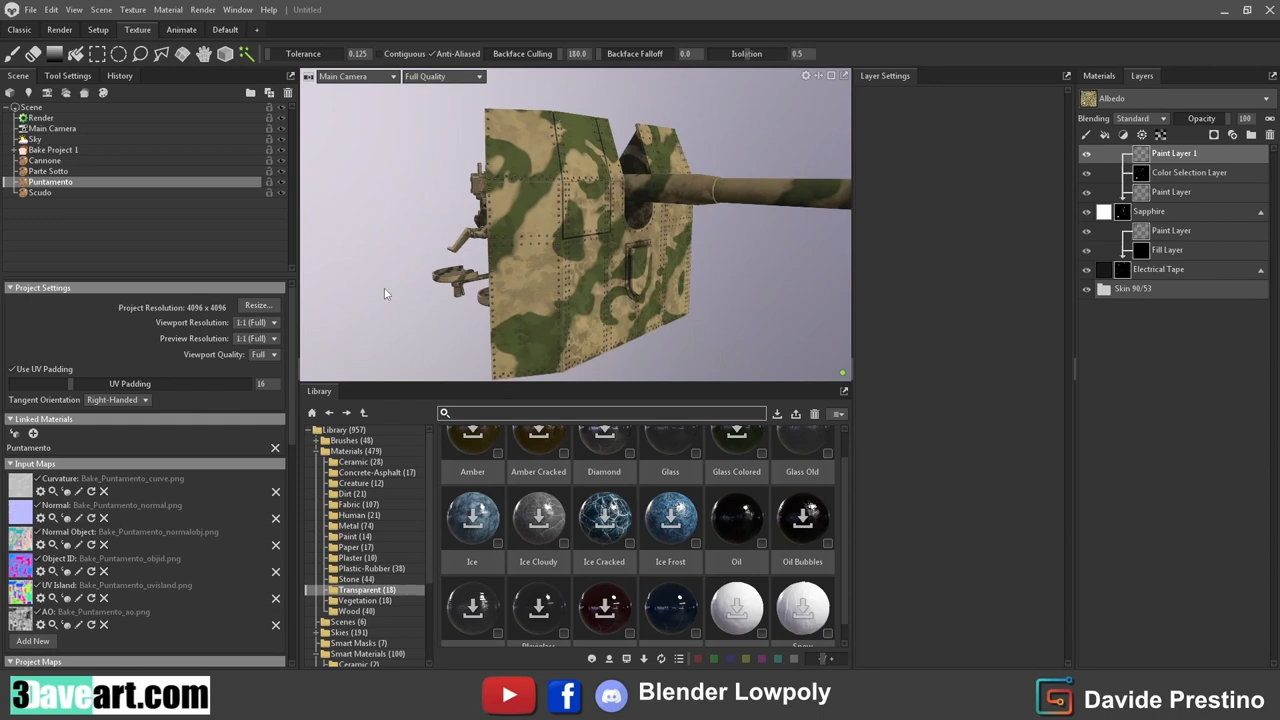 File Edit View Scene Texture Material Render Window Help Untitled
Classic Render Setup Texture Animate Default +
Tolerance 0.125 Contiguous Anti-Aliased Backface Culling 180.0 Backface Falloff 0.0 Isolation 0.5
Scene Tool Settings History
Main Camera Full Quality
Layer Settings
Materials Layers
Albedo
Blending Standard Opacity 100
Scene
Render
Main Camera
Sky
Bake Project 1
Cannone
Parte Sotto
Puntamento
Scudo
Paint Layer 1
Color Selection Layer
Paint Layer
Sapphire
Paint Layer
Fill Layer
Electrical Tape
Skin 90/53
Project Settings
Project Resolution: 4096 x 4096 Resize...
Viewport Resolution: 1:1 (Full)
Preview Resolution: 1:1 (Full)
Viewport Quality: Full
Use UV Padding
UV Padding 16
Tangent Orientation Right-Handed
Linked Materials
Puntamento
Input Maps
Curvature: Bake_Puntamento_curve.png
Normal: Bake_Puntamento_normal.png
Normal Object: Bake_Puntamento_normalobj.png
Object ID: Bake_Puntamento_objid.png
UV Island: Bake_Puntamento_uvisland.png
AO: Bake_Puntamento_ao.png
Add New
Project Maps
Library
Library (957)
Brushes (48)
Materials (479)
Ceramic (28)
Concrete-Asphalt (17)
Creature (12)
Dirt (21)
Fabric (107)
Human (21)
Metal (74)
Paint (14)
Paper (17)
Plaster (10)
Plastic-Rubber (38)
Stone (44)
Transparent (18)
Vegetation (18)
Wood (40)
Scenes (6)
Skies (191)
Smart Masks (7)
Smart Materials (100)
Ceramic (2)
Amber Amber Cracked Diamond Glass Glass Colored Glass Old
Ice Ice Cloudy Ice Cracked Ice Frost Oil Oil Bubbles
3Daveart.com
Blender Lowpoly
Davide Prestino